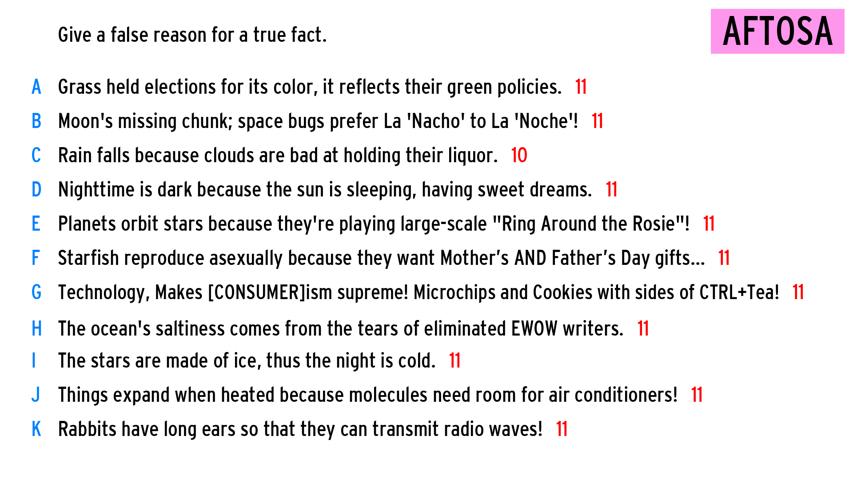 Give a false reason for a true fact.
AFTOSA
A Grass held elections for its color, it reflects their green policies. 11
B Moon's missing chunk; space bugs prefer La 'Nacho' to La 'Noche'! 11
C Rain falls because clouds are bad at holding their liquor. 10
D Nighttime is dark because the sun is sleeping, having sweet dreams. 11
E Planets orbit stars because they're playing large-scale "Ring Around the Rosie"! 11
F Starfish reproduce asexually because they want Mother’s AND Father’s Day gifts... 11
G Technology, Makes [CONSUMER]ism supreme! Microchips and Cookies with sides of CTRL+Tea! 11
H The ocean's saltiness comes from the tears of eliminated EWOW writers. 11
I The stars are made of ice, thus the night is cold. 11
J Things expand when heated because molecules need room for air conditioners! 11
K Rabbits have long ears so that they can transmit radio waves! 11